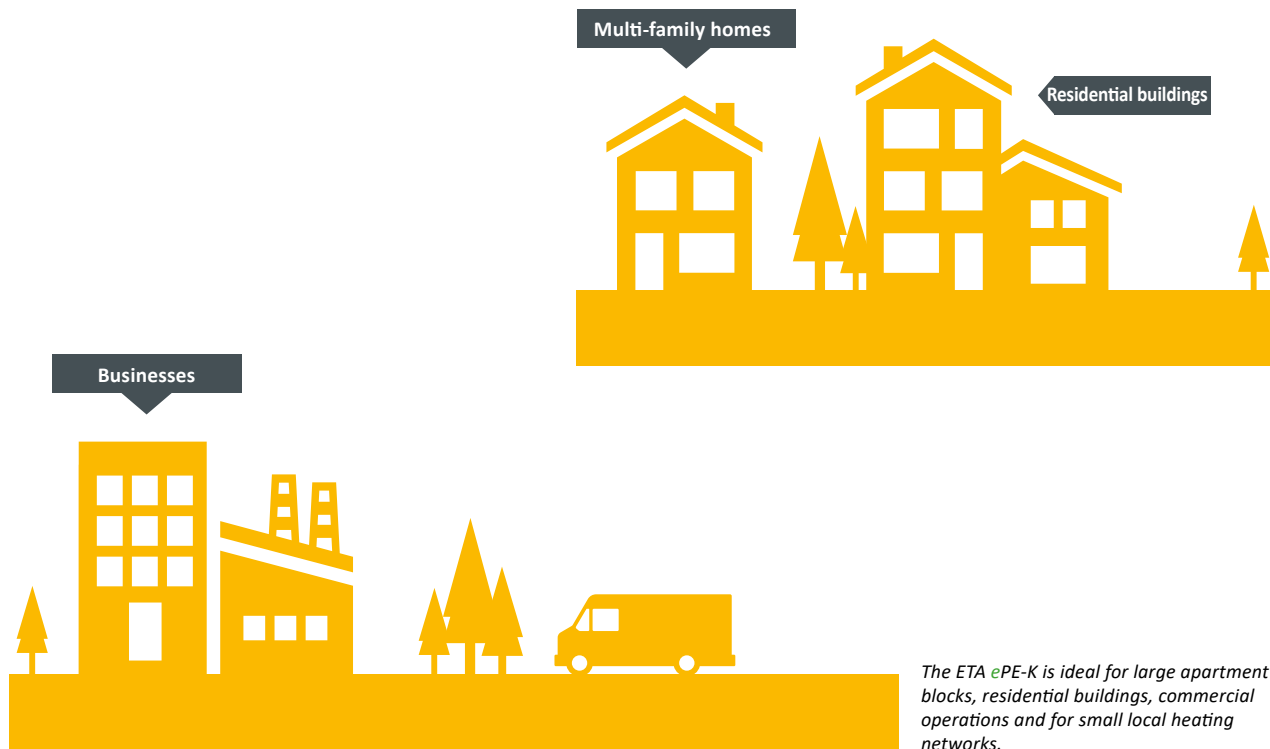 Multi-family homes
Residential buildings
Businesses
The ETA ePE-K is ideal for large apartment
blocks, residential buildings, commercial
operations and for small local heating
networks.